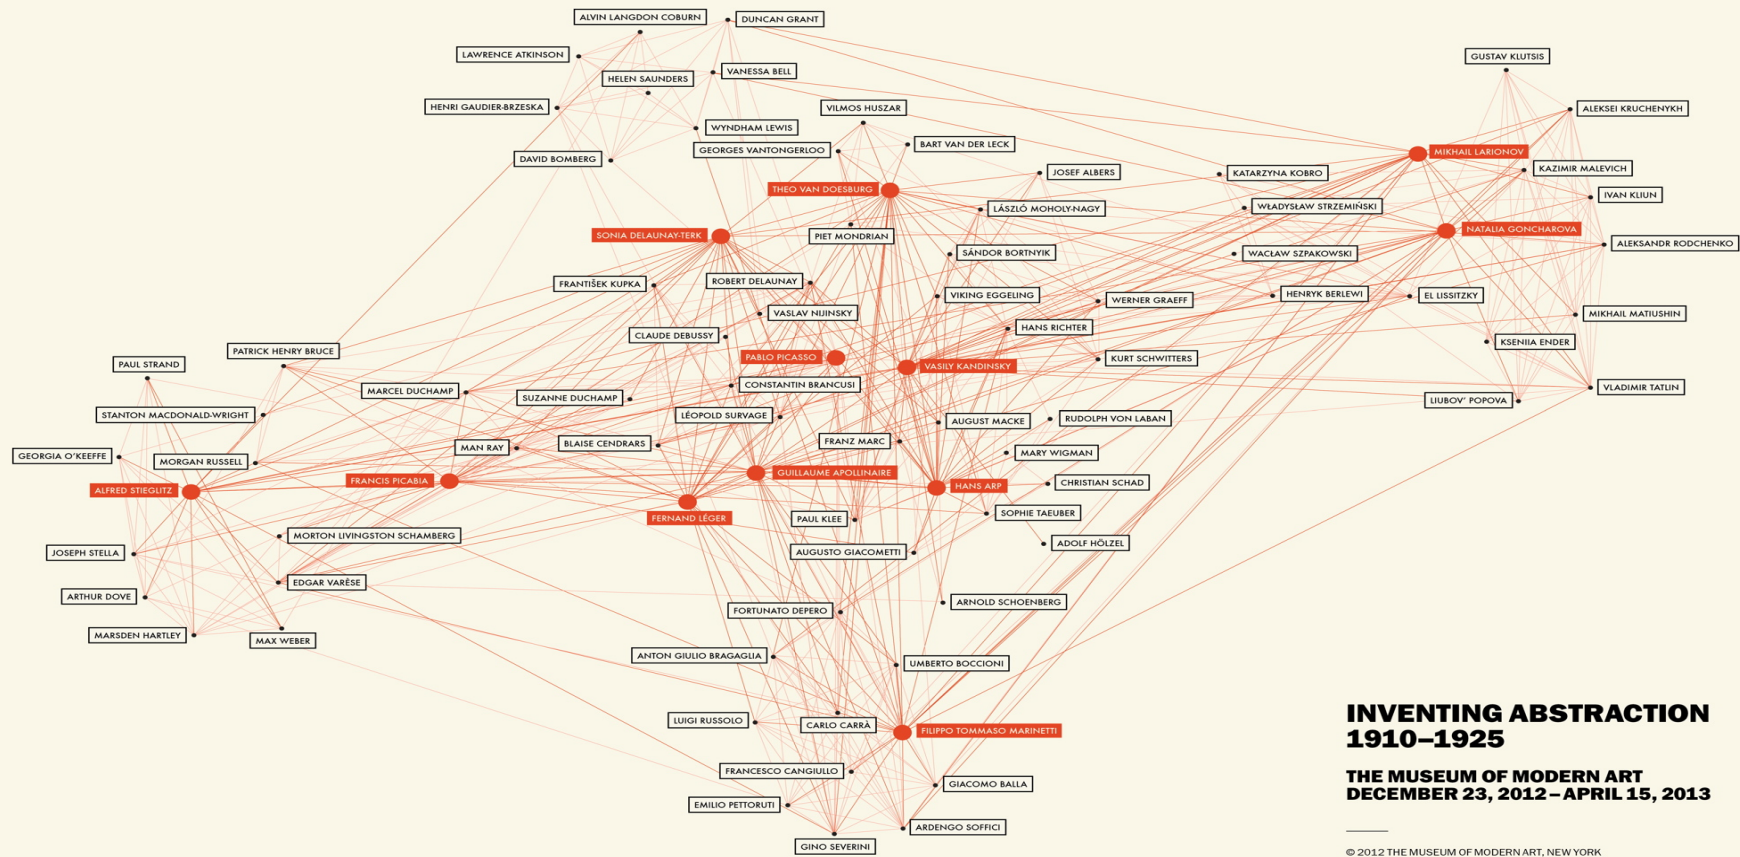 ALVIN LANGDON COBURN
DUNCAN GRANT
LAWRENCE ATKINSON
GUSTAV KLUTSIS
VANESSA BELL
HELEN SAUNDERS
HENRI GAUDIER-BRZESKA
VILMOS HUSZAR
ALEKSEI KRUCHENYKH
WYNDHAM LEWIS
GEORGES VANTONGERLOO
BART VAN DER LECK
MIKHAIL LARIONOV
DAVID BOMBERG
JOSEF ALBERS
KATARZYNA KOBRO
KAZIMIR MALEVICH
THEO VAN DOESBURG
IVAN KLIUN
LÁSZLÓ MOHOLY-NAGY
WŁADYSŁAW STRZEMIŃSKI
SONIA DELAUNAY-TERK
PIET MONDRIAN
NATALIA GONCHAROVA
ALEKSANDR RODCHENKO
SÁNDOR BORTNYIK
WACŁAW SZPAKOWSKI
FRANTIŠEK KUPKA
ROBERT DELAUNAY
VIKING EGGELING
WERNER GRAEFF
HENRYK BERLEWI
EL LISSITZKY
VASLAV NIJINSKY
MIKHAIL MATIUSHIN
HANS RICHTER
CLAUDE DEBUSSY
KSENIIA ENDER
PATRICK HENRY BRUCE
PABLO PICASSO
KURT SCHWITTERS
PAUL STRAND
VASILY KANDINSKY
CONSTANTIN BRANCUSI
VLADIMIR TATLIN
MARCEL DUCHAMP
SUZANNE DUCHAMP
LIUBOV' POPOVA
STANTON MACDONALD-WRIGHT
LÉOPOLD SURVAGE
AUGUST MACKE
RUDOLPH VON LABAN
FRANZ MARC
BLAISE CENDRARS
MAN RAY
MARY WIGMAN
GEORGIA O'KEEFFE
MORGAN RUSSELL
GUILLAUME APOLLINAIRE
FRANCIS PICABIA
CHRISTIAN SCHAD
HANS ARP
ALFRED STIEGLITZ
SOPHIE TAEUBER
FERNAND LÉGER
PAUL KLEE
MORTON LIVINGSTON SCHAMBERG
ADOLF HÖLZEL
JOSEPH STELLA
AUGUSTO GIACOMETTI
EDGAR VARÈSE
ARTHUR DOVE
ARNOLD SCHOENBERG
FORTUNATO DEPERO
MARSDEN HARTLEY
MAX WEBER
ANTON GIULIO BRAGAGLIA
UMBERTO BOCCIONI
LUIGI RUSSOLO
CARLO CARRÀ
FILIPPO TOMMASO MARINETTI
FRANCESCO CANGIULLO
GIACOMO BALLA
EMILIO PETTORUTI
ARDENGO SOFFICI
GINO SEVERINI
INVENTING ABSTRACTION
1910–1925
THE MUSEUM OF MODERN ART
DECEMBER 23, 2012–APRIL 15, 2013
© 2012 THE MUSEUM OF MODERN ART, NEW YORK